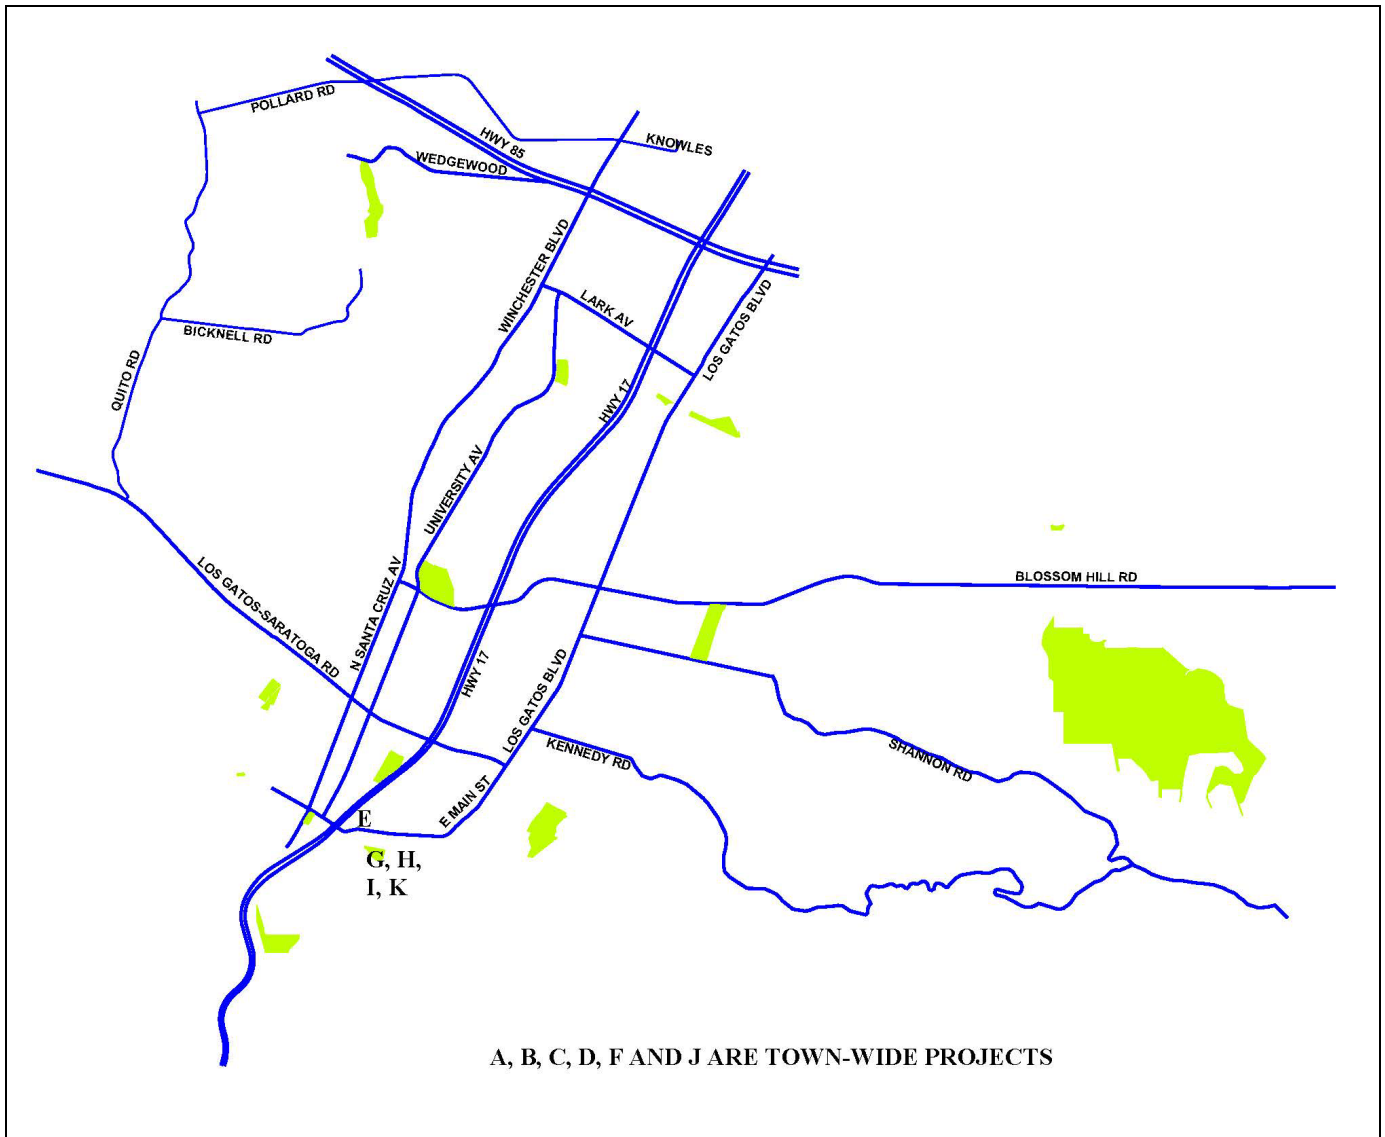 POLLARD RD
HWY 85
KNOWLES
WEDGEWOOD
WINCHESTER BLVD
LARK AV
LOS GATOS BLVD
BICKNELL RD
QUITO RD
HWY 17
UNIVERSITY AV
LOS GATOS-SARATOGA RD
N SANTA CRUZ AV
BLOSSOM HILL RD
HWY 17
LOS GATOS BLVD
KENNEDY RD
SHANNON RD
E MAIN ST
E
G, H,
I, K
A, B, C, D, F AND J ARE TOWN-WIDE PROJECTS